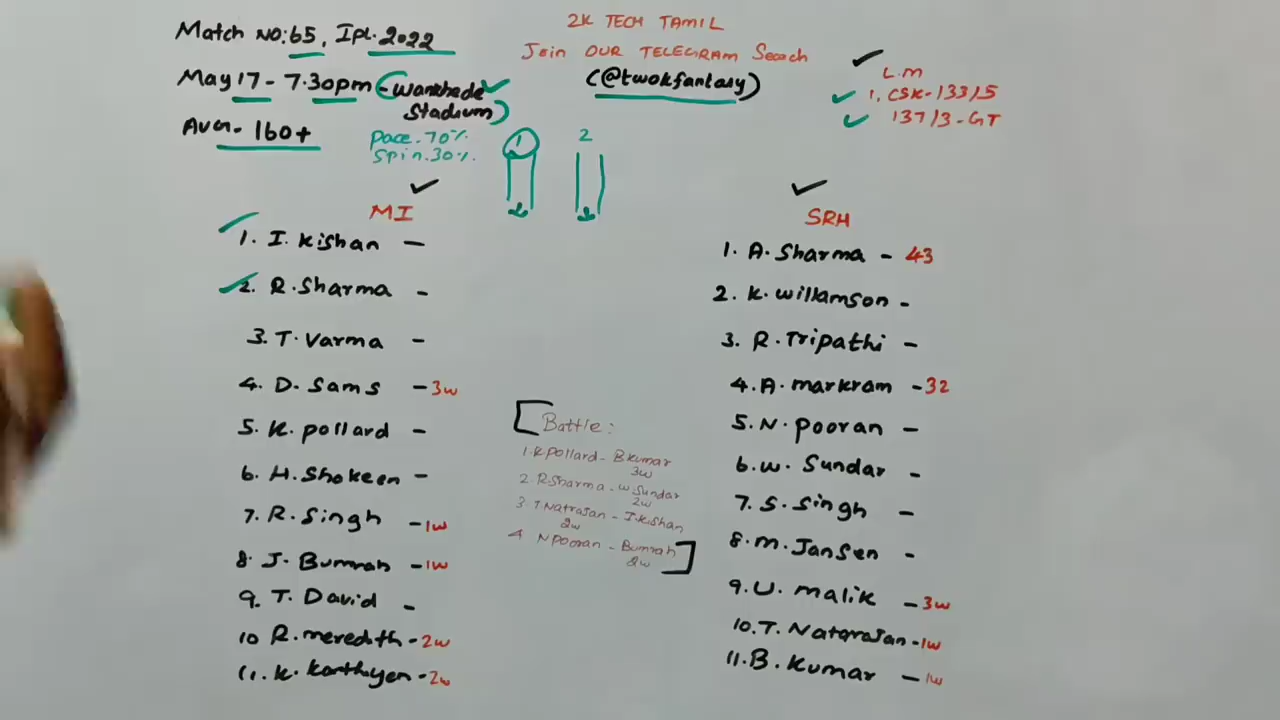 Match NO:65, Ipl.2022
May 17 - 7.30pm - (Wankhede Stadium)
Aver- 160+
Pace.70%.
Spin.30%.
2K TECH TAMIL
Join OUR TELEGRAM Search
(@twokfantasy)
L.M
1. CSK-133/5
137/3-GT
1
2
MI
1. I. Kishan -
2. R. Sharma -
3. T. Varma -
4. D. Sams - 3w
5. K. pollard -
6. H. Shokeen -
7. R. Singh - 1w
8. J. Bumrah - 1w
9. T. David -
10 R. meredith - 2w
11. K. Karthiyen - 2w
Battle:
1. K pollard - B Kumar
3w
2. R Sharma - W. Sundar
2w
3 T. Natrasan - I. Kishan
2w
4 N Pooran - Bumrah
2w
SRH
1. A. Sharma - 43
2. K. Willamson -
3. R. Tripathi -
4. A. markram - 32
5. N. pooran -
6. W. Sundar -
7. S. Singh -
8. M. Jansen -
9. U. malik - 3w
10. T. Natarasan - 1w
11. B. Kumar - 1w